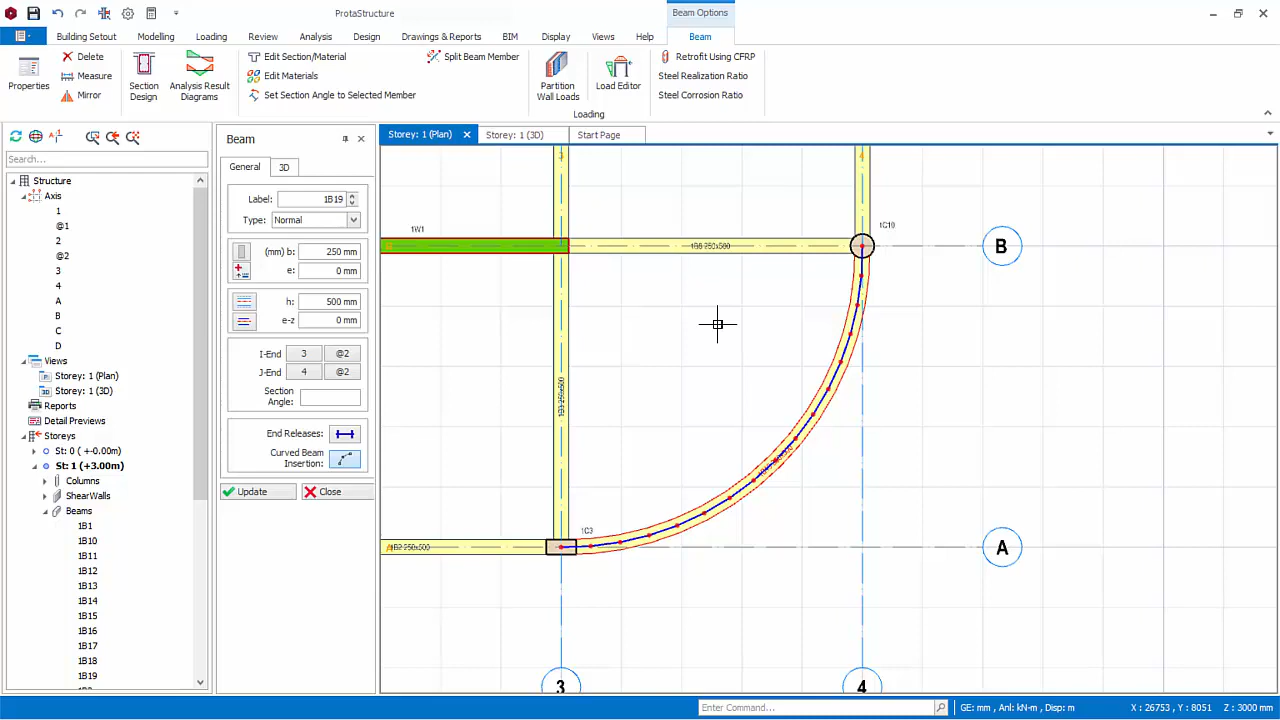 ProtaStructure
Beam Options
Building Setout
Modelling
Loading
Review
Analysis
Design
Drawings & Reports
BIM
Display
Views
Help
Beam
Properties
Delete
Measure
Mirror
Section
Design
Analysis Result
Diagrams
Edit Section/Material
Edit Materials
Set Section Angle to Selected Member
Split Beam Member
Partition
Wall Loads
Load Editor
Loading
Retrofit Using CFRP
Steel Realization Ratio
Steel Corrosion Ratio
Search...
Structure
Axis
1
@1
2
@2
3
4
A
B
C
D
Views
Storey: 1 (Plan)
Storey: 1 (3D)
Reports
Detail Previews
Storeys
St: 0 ( +-0.00m)
St: 1 (+3.00m)
Columns
ShearWalls
Beams
1B1
1B10
1B11
1B12
1B13
1B14
1B15
1B16
1B17
1B18
1B19
Beam
General
3D
Label: 1B19
Type: Normal
(mm) b: 250 mm
e: 0 mm
h: 500 mm
e-z 0 mm
I-End 3 @2
J-End 4 @2
Section
Angle:
End Releases:
Curved Beam
Insertion:
Update
Close
Storey: 1 (Plan)
Storey: 1 (3D)
Start Page
3
4
1W1
1B6 250x500
1C10
B
1B3 250x500
1C3
1B2 250x500
A
3
4
Enter Command...
GE: mm , Anl: kN-m , Disp: m
X : 26753 , Y : 8051
Z : 3000 mm